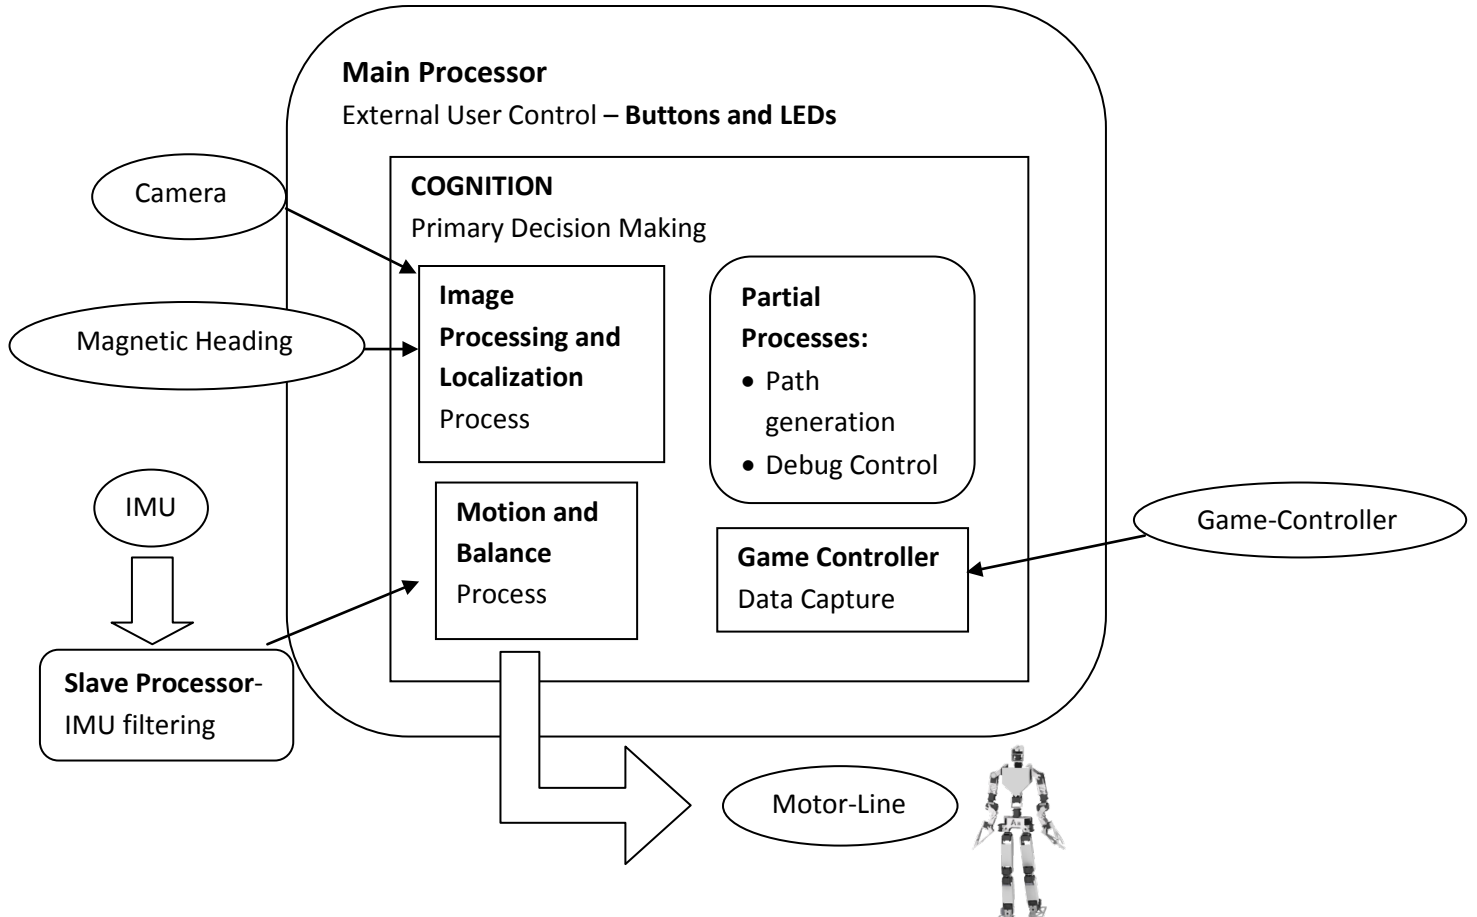 Main Processor
External User Control – Buttons and LEDs
Camera
COGNITION
Primary Decision Making
Magnetic Heading
Image
Processing and
Localization
Process
Partial
Processes:
• Path
generation
• Debug Control
IMU
Motion and
Balance
Process
Game Controller
Data Capture
Game-Controller
Slave Processor-
IMU filtering
Motor-Line